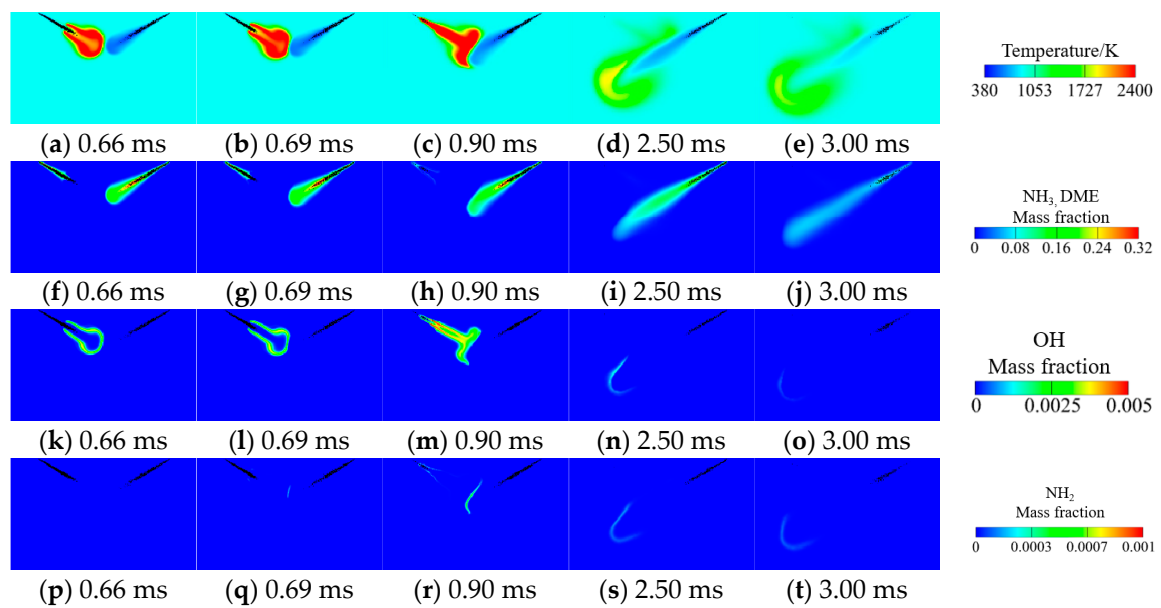 Temperature/K
380 1053 1727 2400
(a) 0.66 ms (b) 0.69 ms (c) 0.90 ms (d) 2.50 ms (e) 3.00 ms
NH₃, DME
Mass fraction
0 0.08 0.16 0.24 0.32
(f) 0.66 ms (g) 0.69 ms (h) 0.90 ms (i) 2.50 ms (j) 3.00 ms
OH
Mass fraction
0 0.0025 0.005
(k) 0.66 ms (l) 0.69 ms (m) 0.90 ms (n) 2.50 ms (o) 3.00 ms
NH₂
Mass fraction
0 0.0003 0.0007 0.001
(p) 0.66 ms (q) 0.69 ms (r) 0.90 ms (s) 2.50 ms (t) 3.00 ms